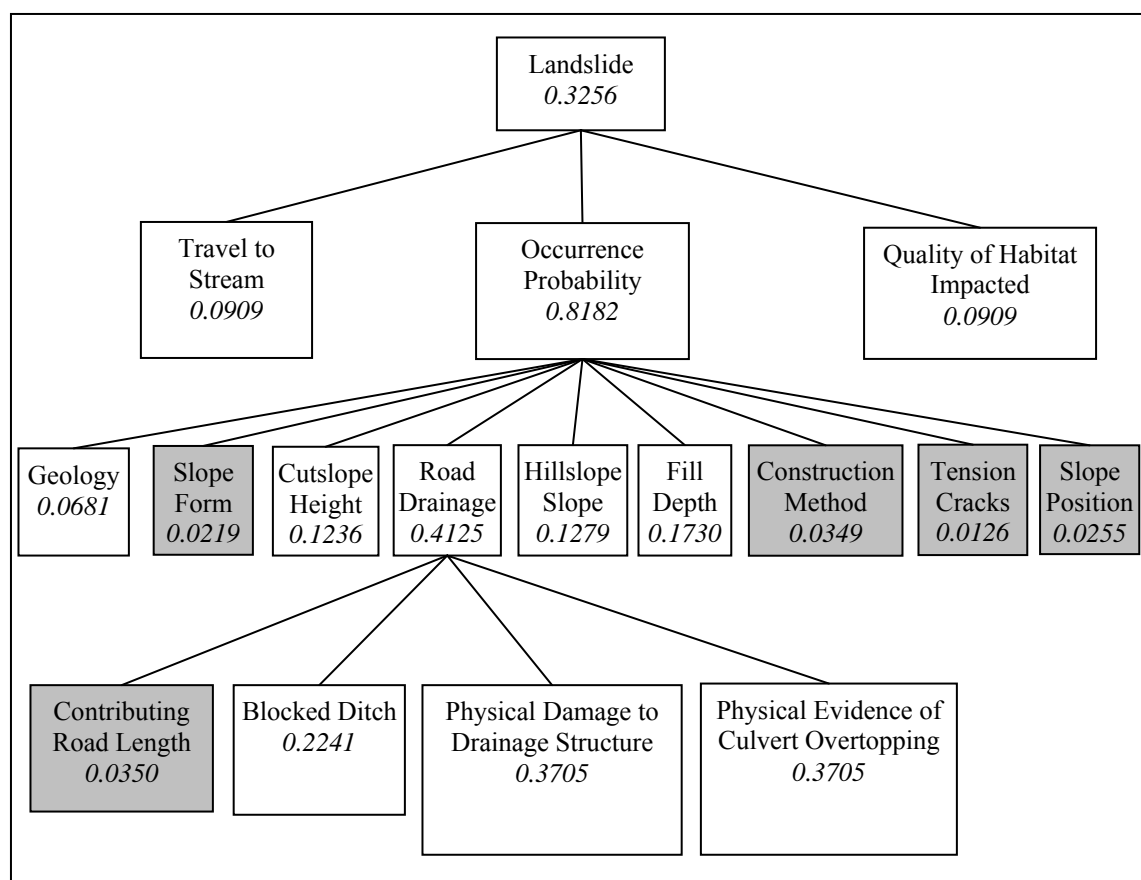 Landslide
0.3256
Travel to
Stream
0.0909
Occurrence
Probability
0.8182
Quality of Habitat
Impacted
0.0909
Geology
0.0681
Slope
Form
0.0219
Cutslope
Height
0.1236
Road
Drainage
0.4125
Hillslope
Slope
0.1279
Fill
Depth
0.1730
Construction
Method
0.0349
Tension
Cracks
0.0126
Slope
Position
0.0255
Contributing
Road Length
0.0350
Blocked Ditch
0.2241
Physical Damage to
Drainage Structure
0.3705
Physical Evidence of
Culvert Overtopping
0.3705